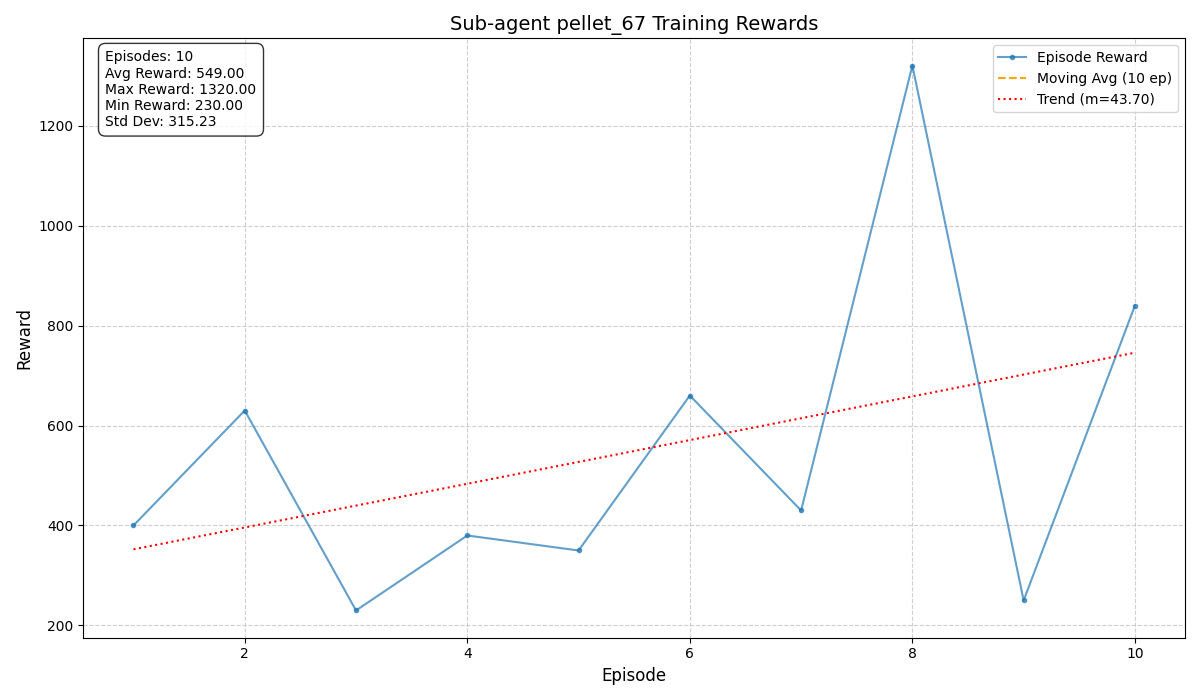 Sub-agent pellet_67 Training Rewards
Episodes: 10
Avg Reward: 549.00
Max Reward: 1320.00
Min Reward: 230.00
Std Dev: 315.23
Episode Reward
Moving Avg (10 ep)
Trend (m=43.70)
1200
1000
800
600
400
200
Reward
2
4
6
8
10
Episode